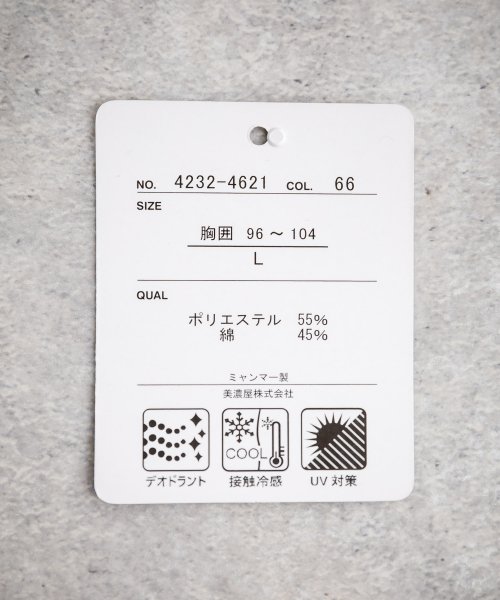 NO. 4232-4621 COL. 66
SIZE
胸囲 96～104
L
QUAL
ポリエステル 55%
綿 45%
ミャンマー製
美濃屋株式会社
COOL
デオドラント 接触冷感 UV対策